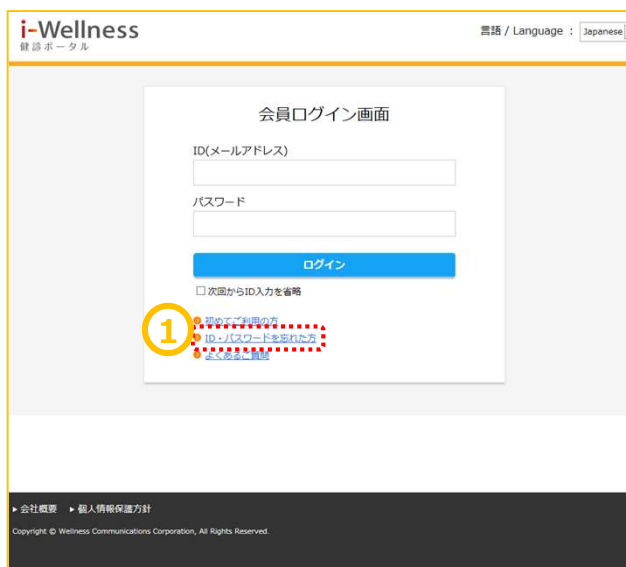 i-Wellness
健診ポータル
言語 / Language : Japanese
会員ログイン画面
ID(メールアドレス)
パスワード
ログイン
次回からID入力を省略
初めてご利用の方
1
ID・パスワードを忘れた方
よくあるご質問
▶ 会社概要 ▶ 個人情報保護方針
Copyright © Wellness Communications Corporation, All Rights Reserved.